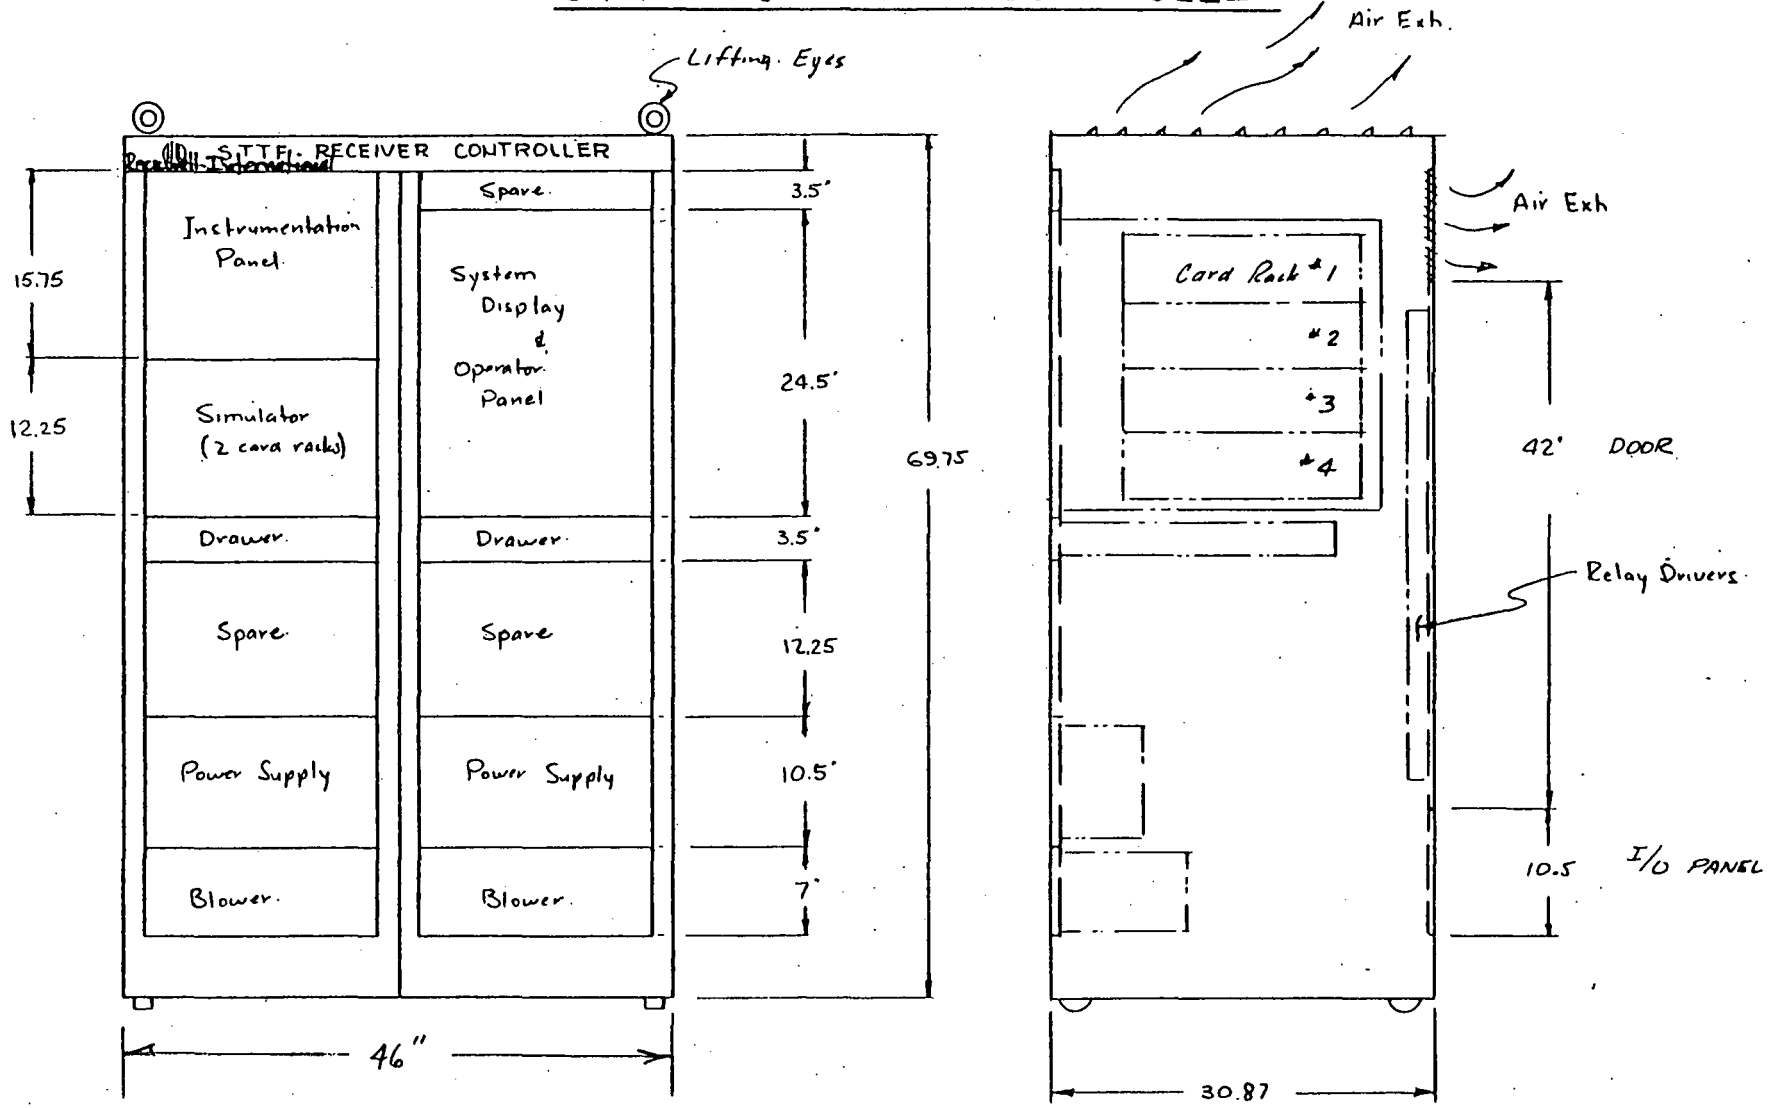 Air Exh.
Lifting Eyes
STTF. RECEIVER CONTROLLER
Rockwell International
Spare.
3.5"
Instrumentation
Panel.
15.75
System
Display
&
Operator
Panel
24.5"
Simulator
(2 card racks)
12.25
69.75
Drawer.
Drawer.
3.5"
Spare.
Spare
12.25
Power Supply
Power Supply
10.5"
Blower.
Blower.
7"
46"
Air Exh
Card Rack #1
#2
#3
#4
42" DOOR
Relay Drivers.
10.5 I/O PANEL
30.87